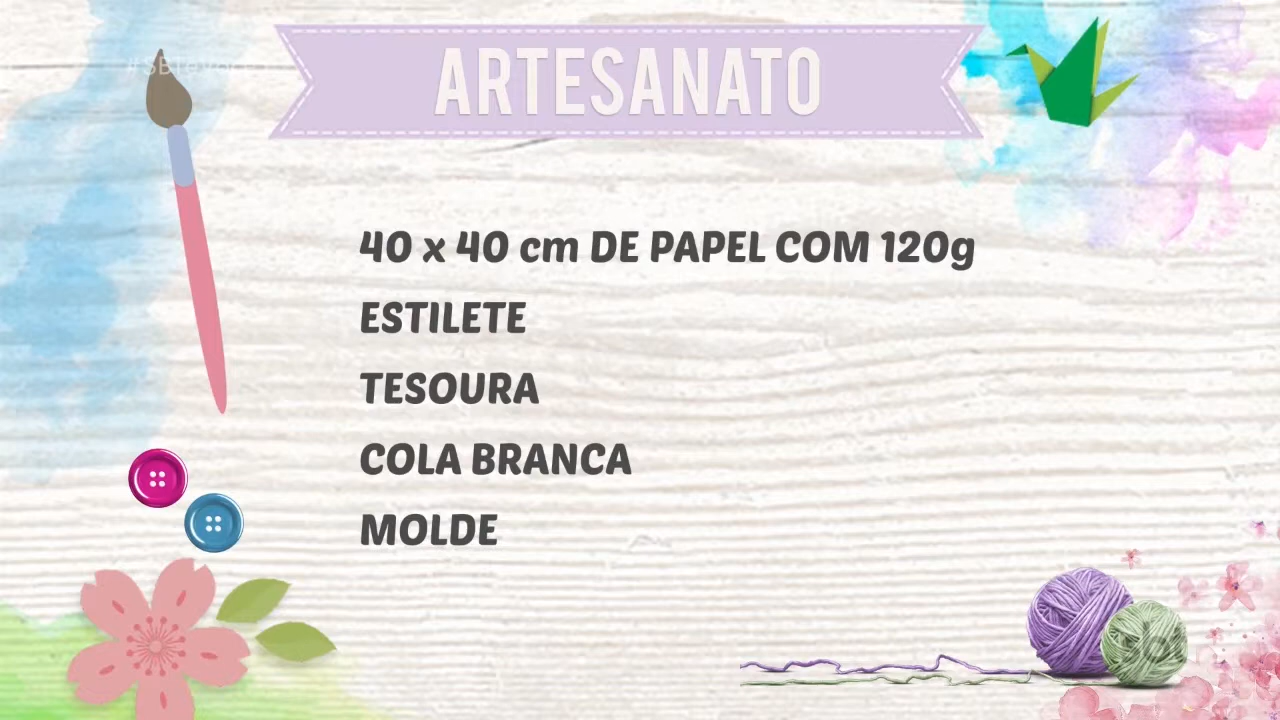 ARTESANATO
40 x 40 cm DE PAPEL COM 120g
ESTILETE
TESOURA
COLA BRANCA
MOLDE